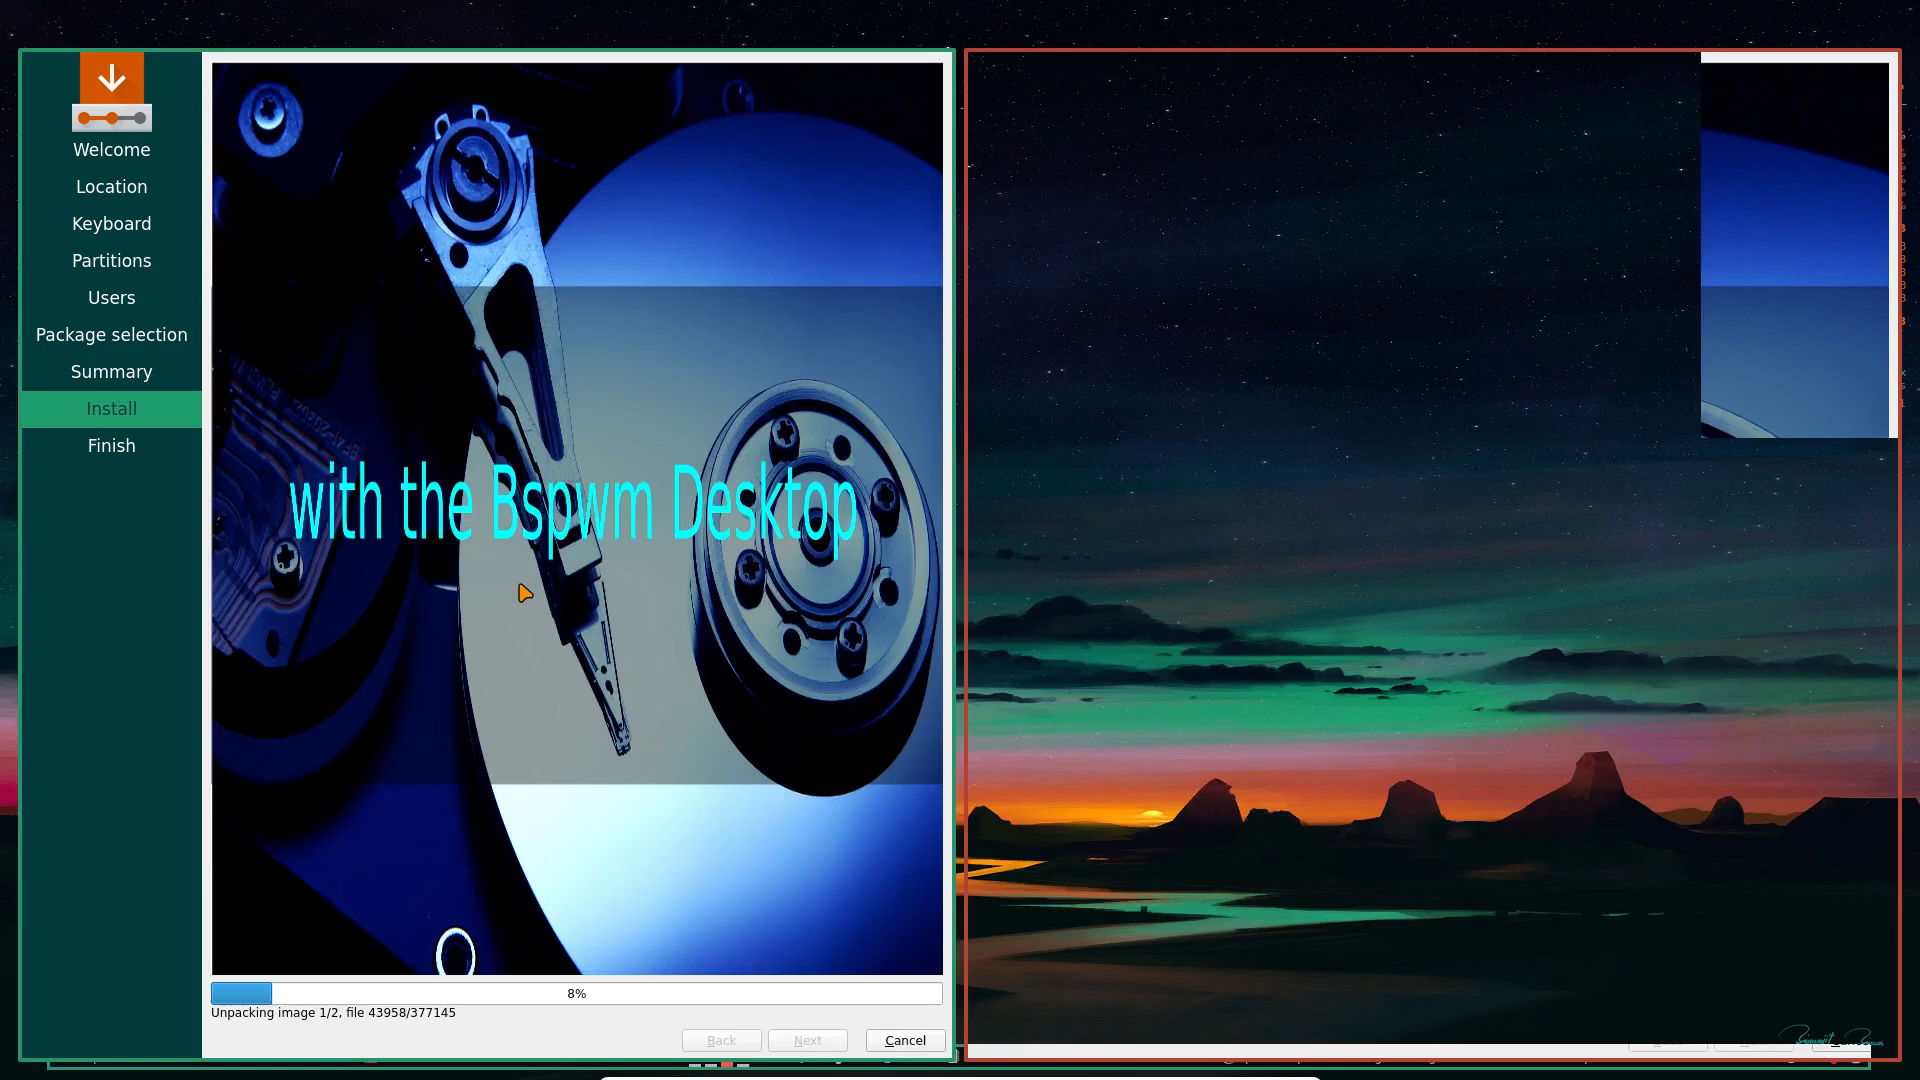 Welcome
Location
Keyboard
Partitions
Users
Package selection
Summary
Install
Finish
with the Bspwm Desktop
8%
Unpacking image 1/2, file 43958/377145
Back
Next
Cancel